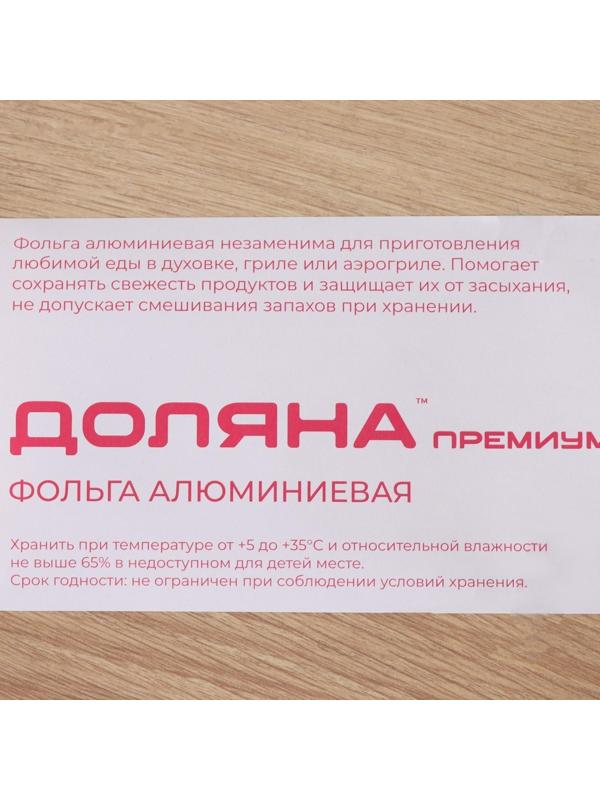 Фольга алюминиевая незаменима для приготовления
любимой еды в духовке, гриле или аэрогриле. Помогает
сохранять свежесть продуктов и защищает их от засыхания,
не допускает смешивания запахов при хранении.
ДОЛЯНА™ ПРЕМИУМ
ФОЛЬГА АЛЮМИНИЕВАЯ
Хранить при температуре от +5 до +35°С и относительной влажности
не выше 65% в недоступном для детей месте.
Срок годности: не ограничен при соблюдении условий хранения.